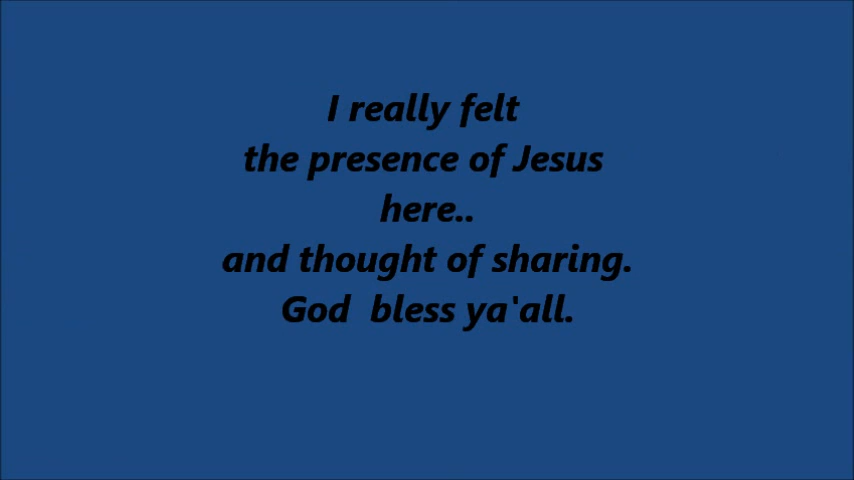 I really felt
the presence of Jesus
here..
and thought of sharing.
God  bless ya'all.